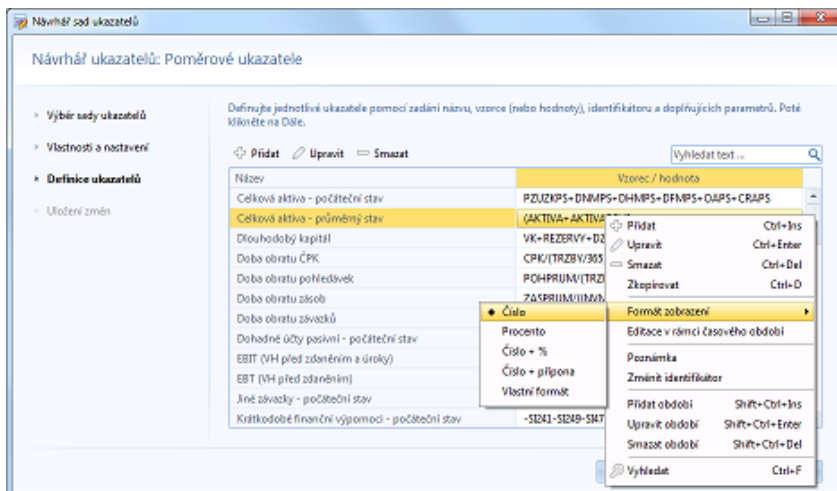 Návrhář sad ukazatelů
Návrhář ukazatelů: Poměrové ukazatele
Výběr sady ukazatelů
Vlastnosti a nastavení
Definice ukazatelů
Uložení změn
Definujte jednotlivé ukazatele pomocí zadání názvu, vzorce (nebo hodnoty), identifikátoru a doplňujících parametrů. Poté
klikněte na Dále.
Přidat Upravit Smazat Vyhledat text ...
Název Vzorec / hodnota
Celková aktiva - počáteční stav PZUZKPS+DNMPS+DHMPS+DFMPS+OAPS+CRAPS
Celková aktiva - průměrný stav (AKTIVA+
Dlouhodobý kapitál VK+REZERVY+
Doba obratu ČPK CPK/(TRZBY/365
Doba obratu pohledávek POHPRUM/
Doba obratu zásob
Doba obratu závazků
Dohadné účty pasivní - počáteční stav
EBIT (VH před zdaněním a úroky)
EBT (VH před zdaněním)
Jiné závazky - počáteční stav
Krátkodobé finanční výpomoci - počáteční stav -SI241-SI249-SI47
Přidat Ctrl+Ins
Upravit Ctrl+Enter
Smazat Ctrl+Del
Zkopírovat Ctrl+D
Formát zobrazení
Editace v rámci časového období
Poznámka
Změnit identifikátor
Přidat období Shift+Ctrl+Ins
Upravit období Shift+Ctrl+Enter
Smazat období Shift+Ctrl+Del
Vyhledat Ctrl+F
Číslo
Procento
Číslo + %
Číslo + přípona
Vlastní formát